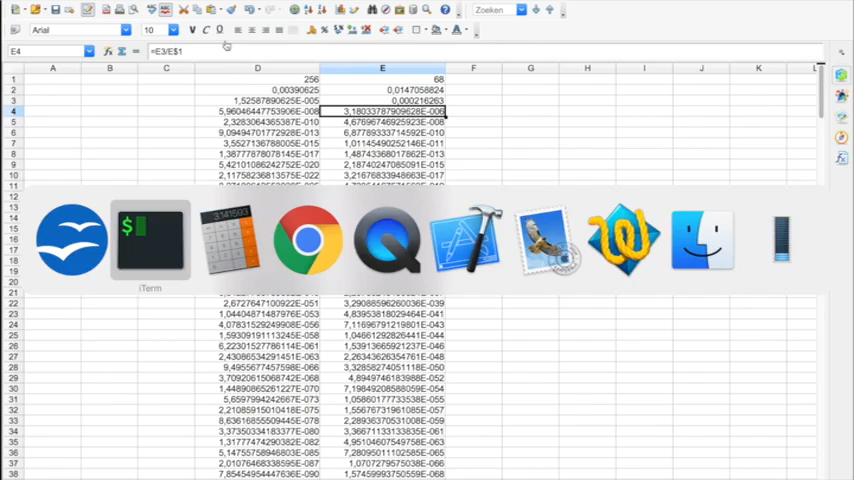 Zoeken
Arial 10 V C O
E4 =E3/E$1
A B C D E F G H I J K L
1 256 68
2 0,00390625 0,0147058824
3 1,52587890625E-005 0,000216263
4 5,96046447753906E-008 3,18033787909628E-006
5 2,3283064365387E-010 4,67696746925923E-008
6 9,09494701772928E-013 6,87789333714592E-010
7 3,5527136788005E-015 1,01145490252146E-011
8 1,38777878078145E-017 1,48743368017862E-013
9 5,42101086242752E-020 2,18740247085091E-015
10 2,11758236813575E-022 3,21676833948663E-017
11
12
13
14
15
16
17
18
19
20
21
22 2,6727647100922E-051 3,29088596260036E-039
23 1,04404871487976E-053 4,83953818029464E-041
24 4,07831529249908E-056 7,11696791219801E-043
25 1,59309191113245E-058 1,04661292826441E-044
26 6,22301527786114E-061 1,53913665921237E-046
27 2,43086534291451E-063 2,26343626354761E-048
28 9,49556774575668E-066 3,32858274113068E-050
29 3,70920615068742E-068 4,8949746183988E-052
30 1,44890865261227E-070 7,19849208588059E-054
31 5,6597994262E-073 1,05860177733538E-055
32 2,21085915010418E-075 1,55676731961085E-057
33 8,63616855509445E-078 2,28936370531008E-059
34 3,37350334183377E-080 3,36671133133835E-061
35 1,31777474290382E-082 4,95104607549758E-063
36 5,14755758946803E-085 7,28095011102585E-065
37 2,01076468338595E-087 1,0707279575038E-066
38 7,85454954447636E-090 1,57459993750559E-068
3,141593
$
iTerm